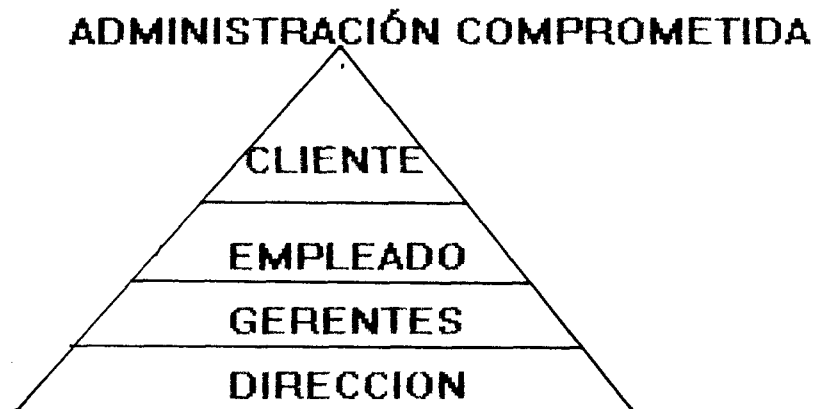 ADMINISTRACIÓN COMPROMETIDA
CLIENTE
EMPLEADO
GERENTES
DIRECCION